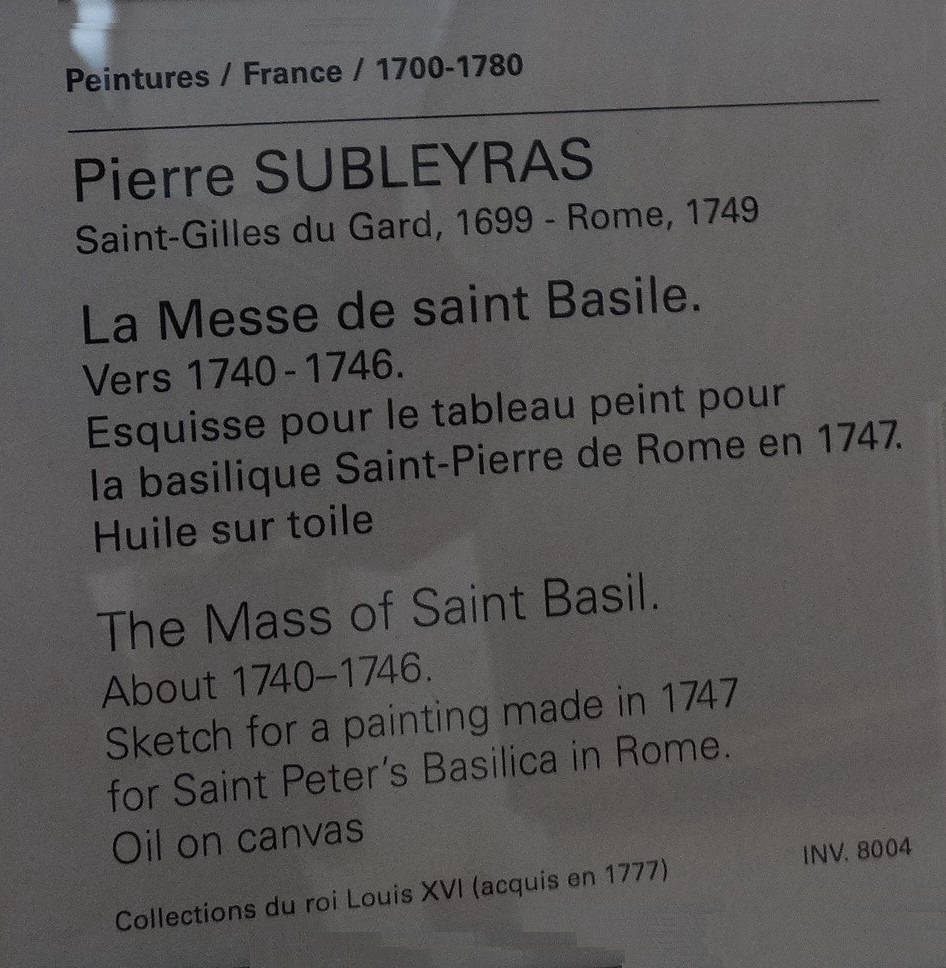 Peintures / France / 1700-1780
Pierre SUBLEYRAS
Saint-Gilles du Gard, 1699 - Rome, 1749
La Messe de saint Basile.
Vers 1740-1746.
Esquisse pour le tableau peint pour
la basilique Saint-Pierre de Rome en 1747.
Huile sur toile
The Mass of Saint Basil.
About 1740–1746.
Sketch for a painting made in 1747
for Saint Peter's Basilica in Rome.
Oil on canvas
Collections du roi Louis XVI (acquis en 1777) INV. 8004